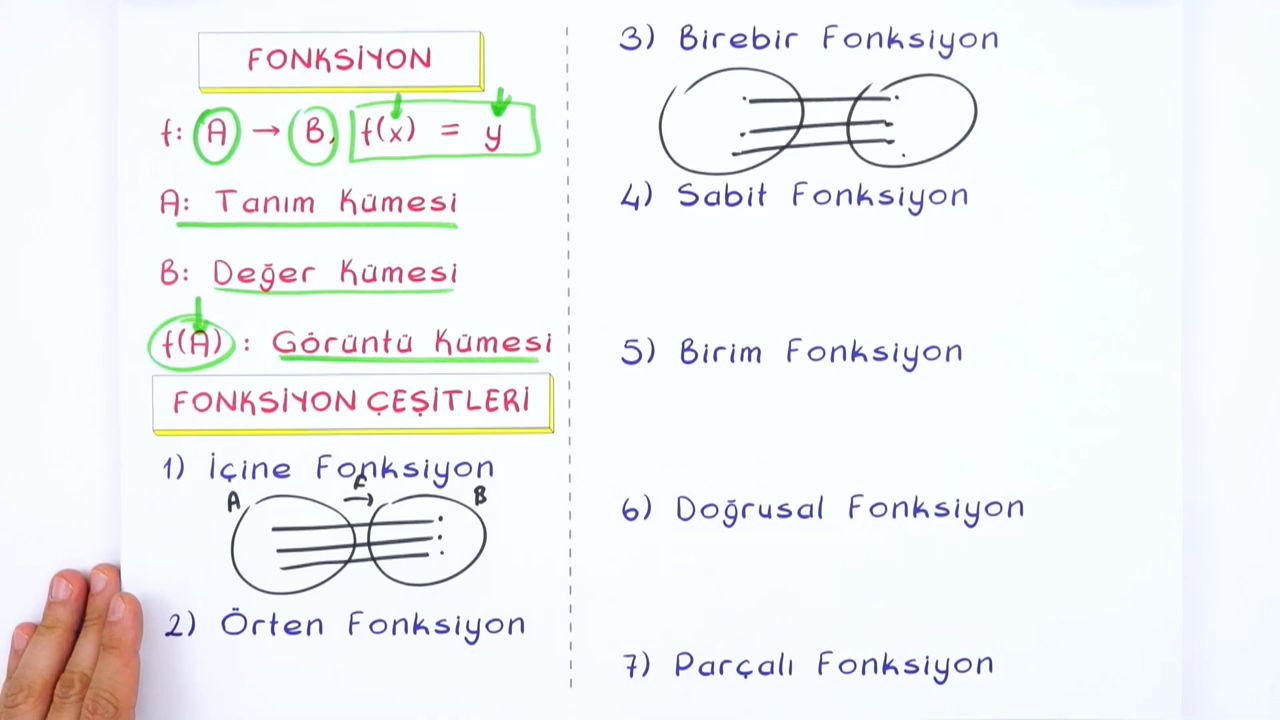 FONKSİYON
f: A → B, f(x) = y
A: Tanım Kümesi
B: Değer Kümesi
f(A): Görüntü Kümesi
FONKSİYON ÇEŞİTLERİ
1) İçine Fonksiyon
A f → B
2) Örten Fonksiyon
3) Birebir Fonksiyon
4) Sabit Fonksiyon
5) Birim Fonksiyon
6) Doğrusal Fonksiyon
7) Parçalı Fonksiyon